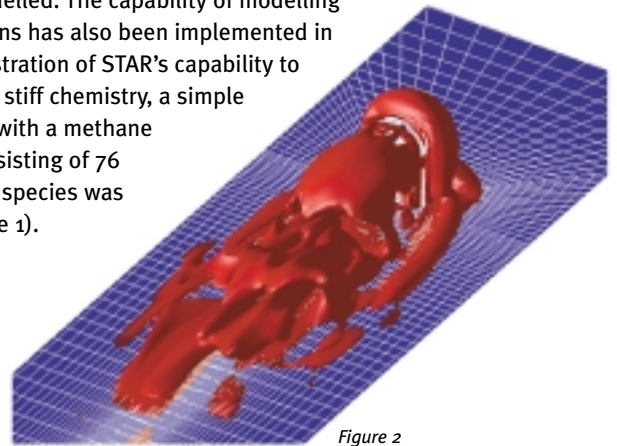 elled. The capability of modelling
ns has also been implemented in
stration of STAR's capability to
stiff chemistry, a simple
with a methane
sisting of 76
species was
e 1).
Figure 2